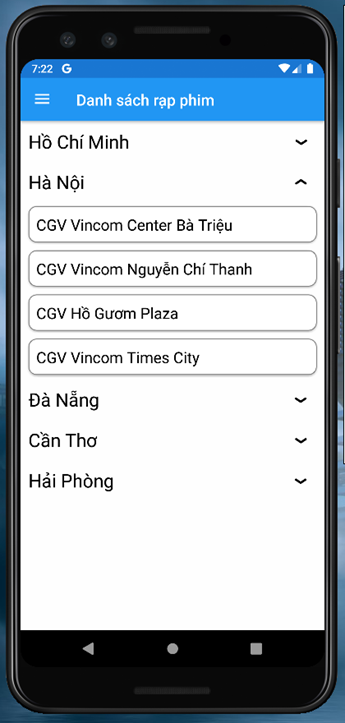 7:22 G
Danh sách rạp phim
Hồ Chí Minh
Hà Nội
CGV Vincom Center Bà Triệu
CGV Vincom Nguyễn Chí Thanh
CGV Hồ Gươm Plaza
CGV Vincom Times City
Đà Nẵng
Cần Thơ
Hải Phòng